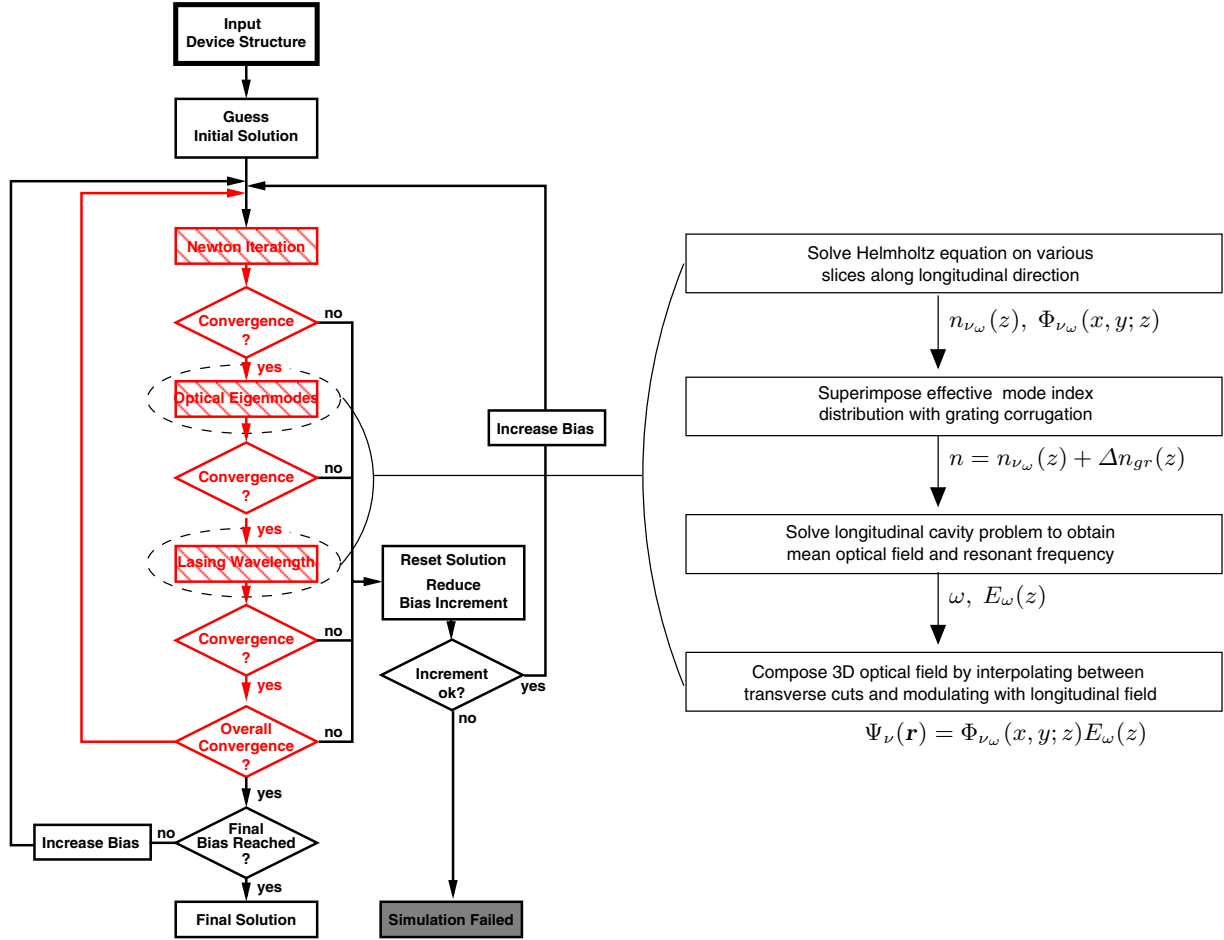 Input
Device Structure
Guess
Initial Solution
Newton Iteration
Convergence
?
no
yes
Optical Eigenmodes
Convergence
?
no
yes
Lasing Wavelength
Convergence
?
no
yes
Overall
Convergence
?
no
yes
Final
Bias Reached
?
no
Increase Bias
yes
Final Solution
Increase Bias
Reset Solution
Reduce
Bias Increment
Increment
ok?
yes
no
Simulation Failed
Solve Helmholtz equation on various
slices along longitudinal direction
n_{ν_ω}(z), Φ_{ν_ω}(x, y; z)
Superimpose effective mode index
distribution with grating corrugation
n = n_{ν_ω}(z) + Δn_{gr}(z)
Solve longitudinal cavity problem to obtain
mean optical field and resonant frequency
ω, E_ω(z)
Compose 3D optical field by interpolating between
transverse cuts and modulating with longitudinal field
Ψ_ν(r) = Φ_{ν_ω}(x, y; z)E_ω(z)